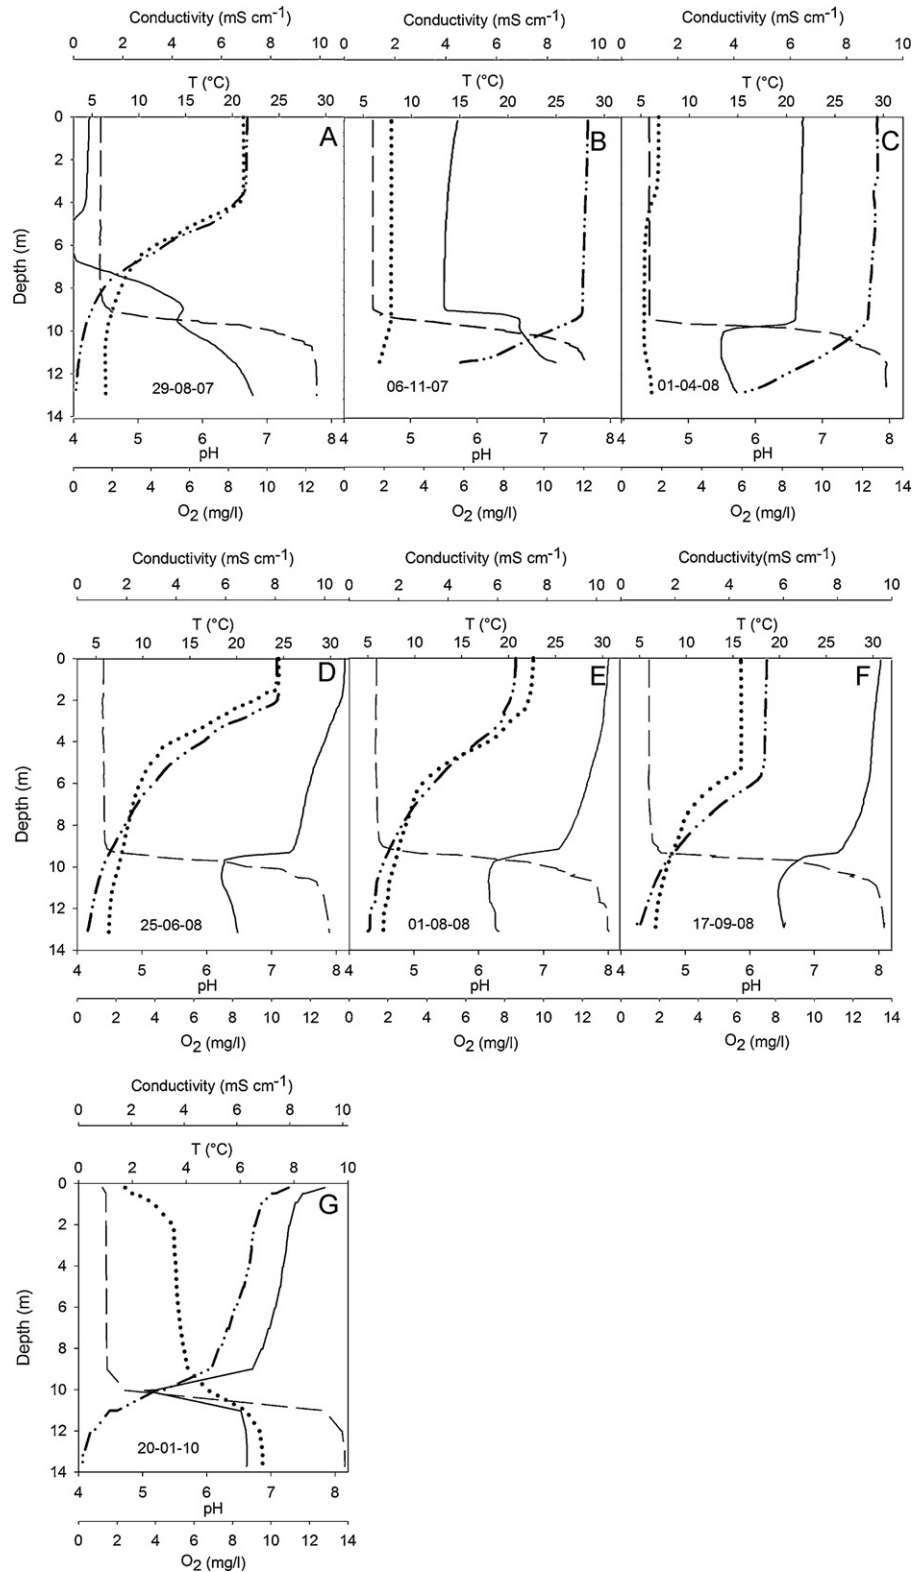 Conductivity (mS cm-1) Conductivity (mS cm-1) Conductivity (mS cm-1)
0 2 4 6 8 10 0 2 4 6 8 10 0 2 4 6 8 10
T (°C) T (°C) T (°C)
5 10 15 20 25 30 5 10 15 20 25 30 5 10 15 20 25 30
0
2
4
6
8
10
12
14
Depth (m)
A B C
29-08-07 06-11-07 01-04-08
4 5 6 7 8 4 5 6 7 8 4 5 6 7 8
pH pH pH
0 2 4 6 8 10 12 0 2 4 6 8 10 12 0 2 4 6 8 10 12 14
O2 (mg/l) O2 (mg/l) O2 (mg/l)
Conductivity (mS cm-1) Conductivity (mS cm-1) Conductivity(mS cm-1)
0 2 4 6 8 10 0 2 4 6 8 10 0 2 4 6 8 10
T (°C) T (°C) T (°C)
5 10 15 20 25 30 5 10 15 20 25 30 5 10 15 20 25 30
0
2
4
6
8
10
12
14
Depth (m)
D E F
25-06-08 01-08-08 17-09-08
4 5 6 7 8 4 5 6 7 8 4 5 6 7 8
pH pH pH
0 2 4 6 8 10 12 0 2 4 6 8 10 12 0 2 4 6 8 10 12 14
O2 (mg/l) O2 (mg/l) O2 (mg/l)
Conductivity (mS cm-1)
0 2 4 6 8 10
T (°C)
0 2 4 6 8 10
0
2
4
6
8
10
12
14
Depth (m)
G
20-01-10
4 5 6 7 8
pH
0 2 4 6 8 10 12 14
O2 (mg/l)